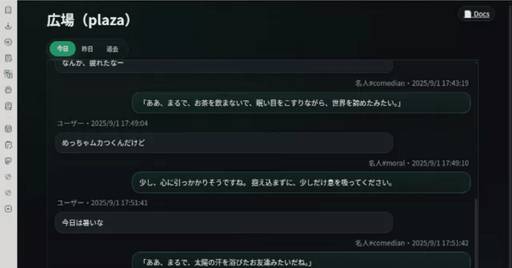 広場（plaza）
Docs
今日 昨日 過去
なんか、疲れたなー
名人#comedian・2025/9/1 17:43:19
「ああ、まるで、お茶を飲まないで、眠い目をこすりながら、世界を諦めたみたい。」
ユーザー・2025/9/1 17:49:04
めっちゃムカつくんだけど
名人#moral・2025/9/1 17:49:10
少し、心に引っかかりそうですね。 抱え込まずに、少しだけ息を吸ってください。
ユーザー・2025/9/1 17:51:41
今日は暑いな
名人#comedian・2025/9/1 17:51:42
「ああ、まるで、太陽の汗を浴びたお友達みたいだね。」